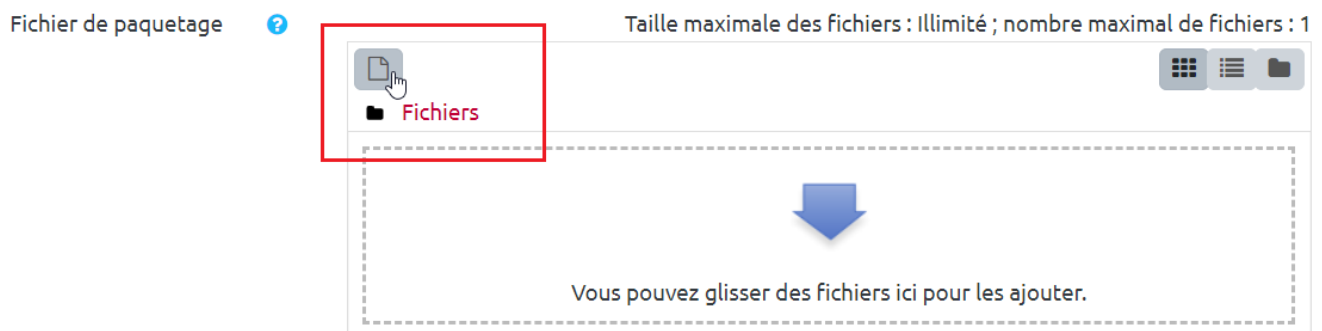 Fichier de paquetage
Taille maximale des fichiers : Illimité ; nombre maximal de fichiers : 1
Fichiers
Vous pouvez glisser des fichiers ici pour les ajouter.